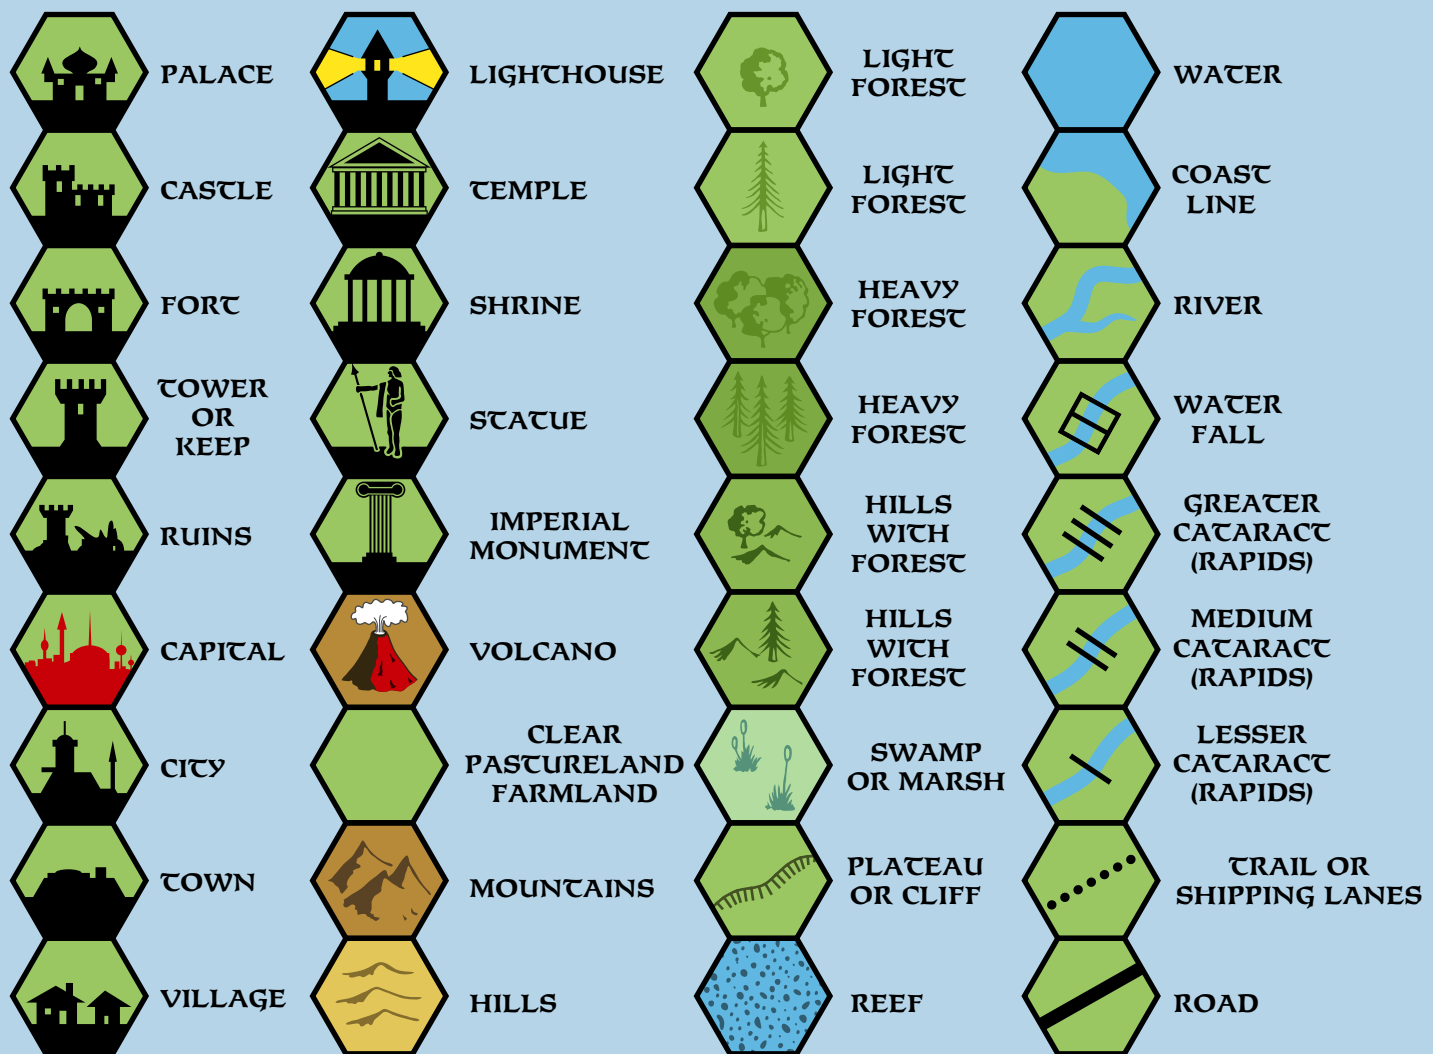 PALACE
CASTLE
FORT
TOWER
OR
KEEP
RUINS
CAPITAL
CITY
TOWN
VILLAGE
LIGHTHOUSE
TEMPLE
SHRINE
STATUE
IMPERIAL
MONUMENT
VOLCANO
CLEAR
PASTURELAND
FARMLAND
MOUNTAINS
HILLS
LIGHT
FOREST
LIGHT
FOREST
HEAVY
FOREST
HEAVY
FOREST
HILLS
WITH
FOREST
HILLS
WITH
FOREST
SWAMP
OR MARSH
PLATEAU
OR CLIFF
REEF
WATER
COAST
LINE
RIVER
WATER
FALL
GREATER
CATARACT
(RAPIDS)
MEDIUM
CATARACT
(RAPIDS)
LESSER
CATARACT
(RAPIDS)
TRAIL OR
SHIPPING LANES
ROAD